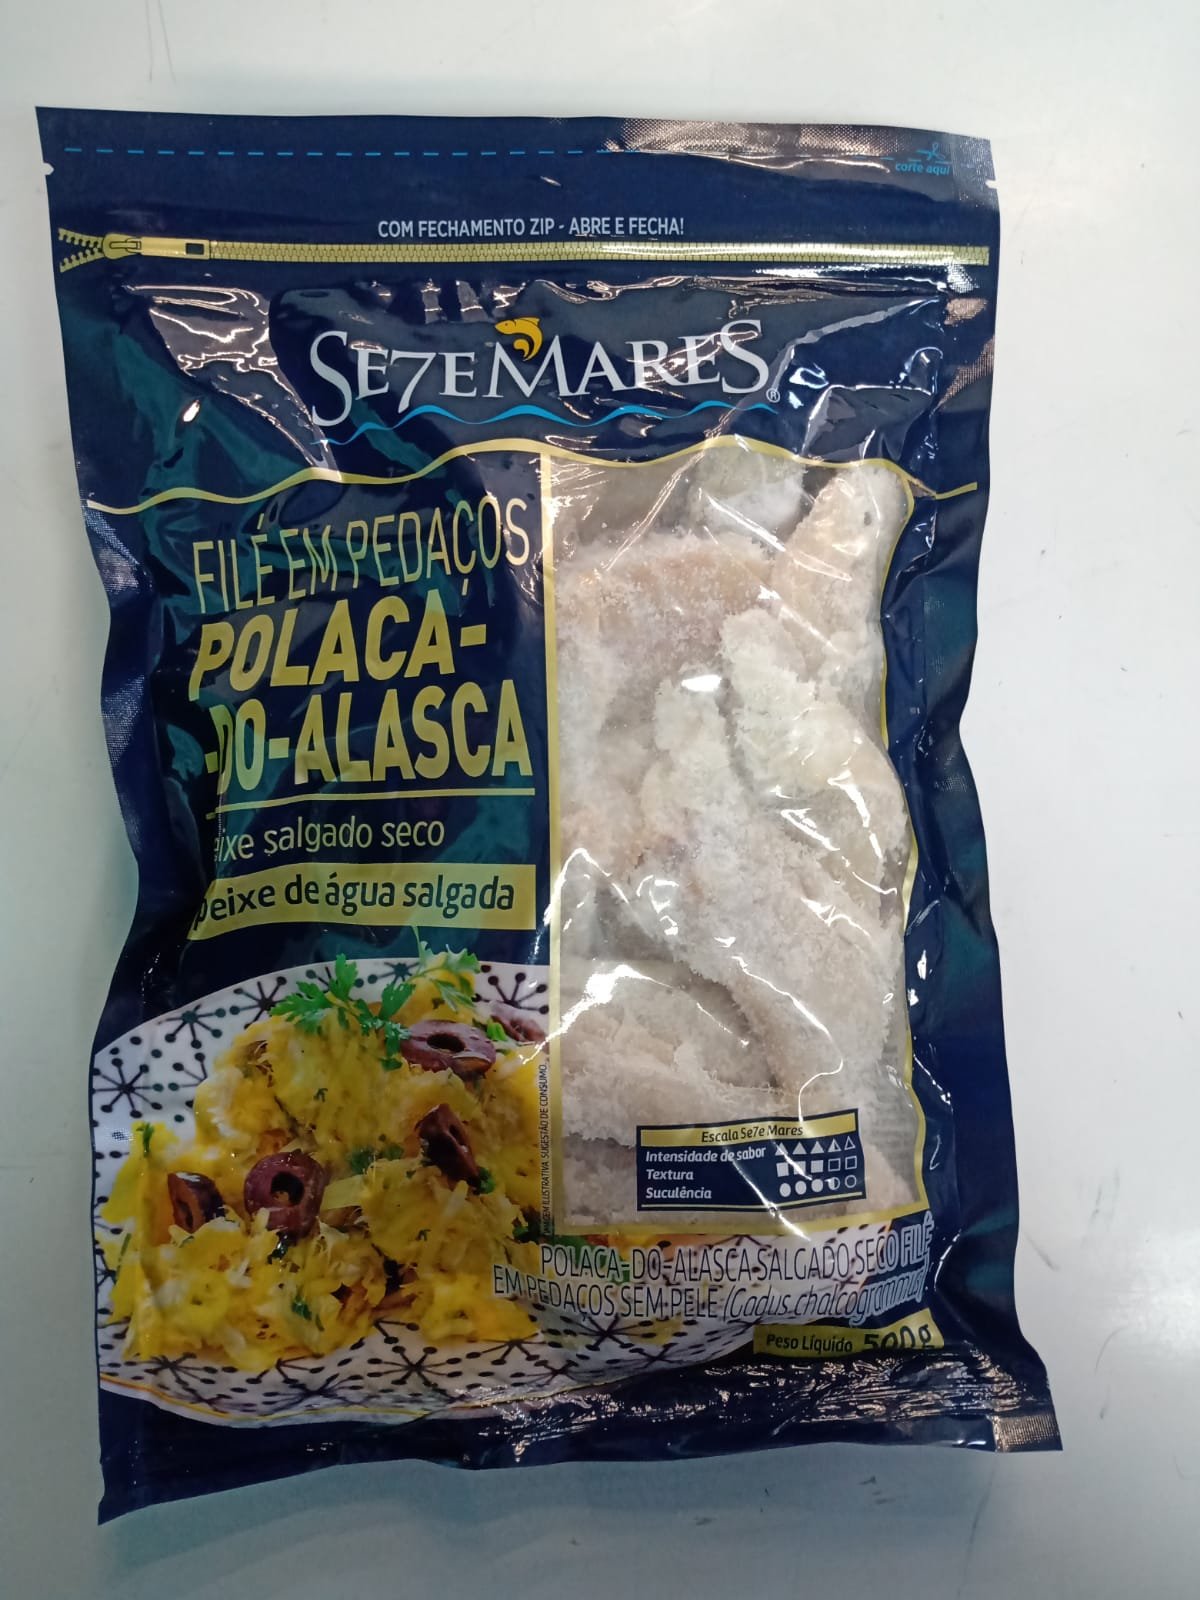 corte aqui
COM FECHAMENTO ZIP - ABRE E FECHA!
SE7EMARES®
FILÉ EM PEDAÇOS
POLACA-
-DO-ALASCA
eixe salgado seco
peixe de água salgada
IMAGEM ILUSTRATIVA. SUGESTÃO DE CONSUMO.
Escala Se7e Mares
Intensidade de sabor
Textura
Suculência
POLACA-DO-ALASCA SALGADO SECO FILÉ
EM PEDAÇOS SEM PELE (Gadus chalcogrammus)
Peso Líquido 500g